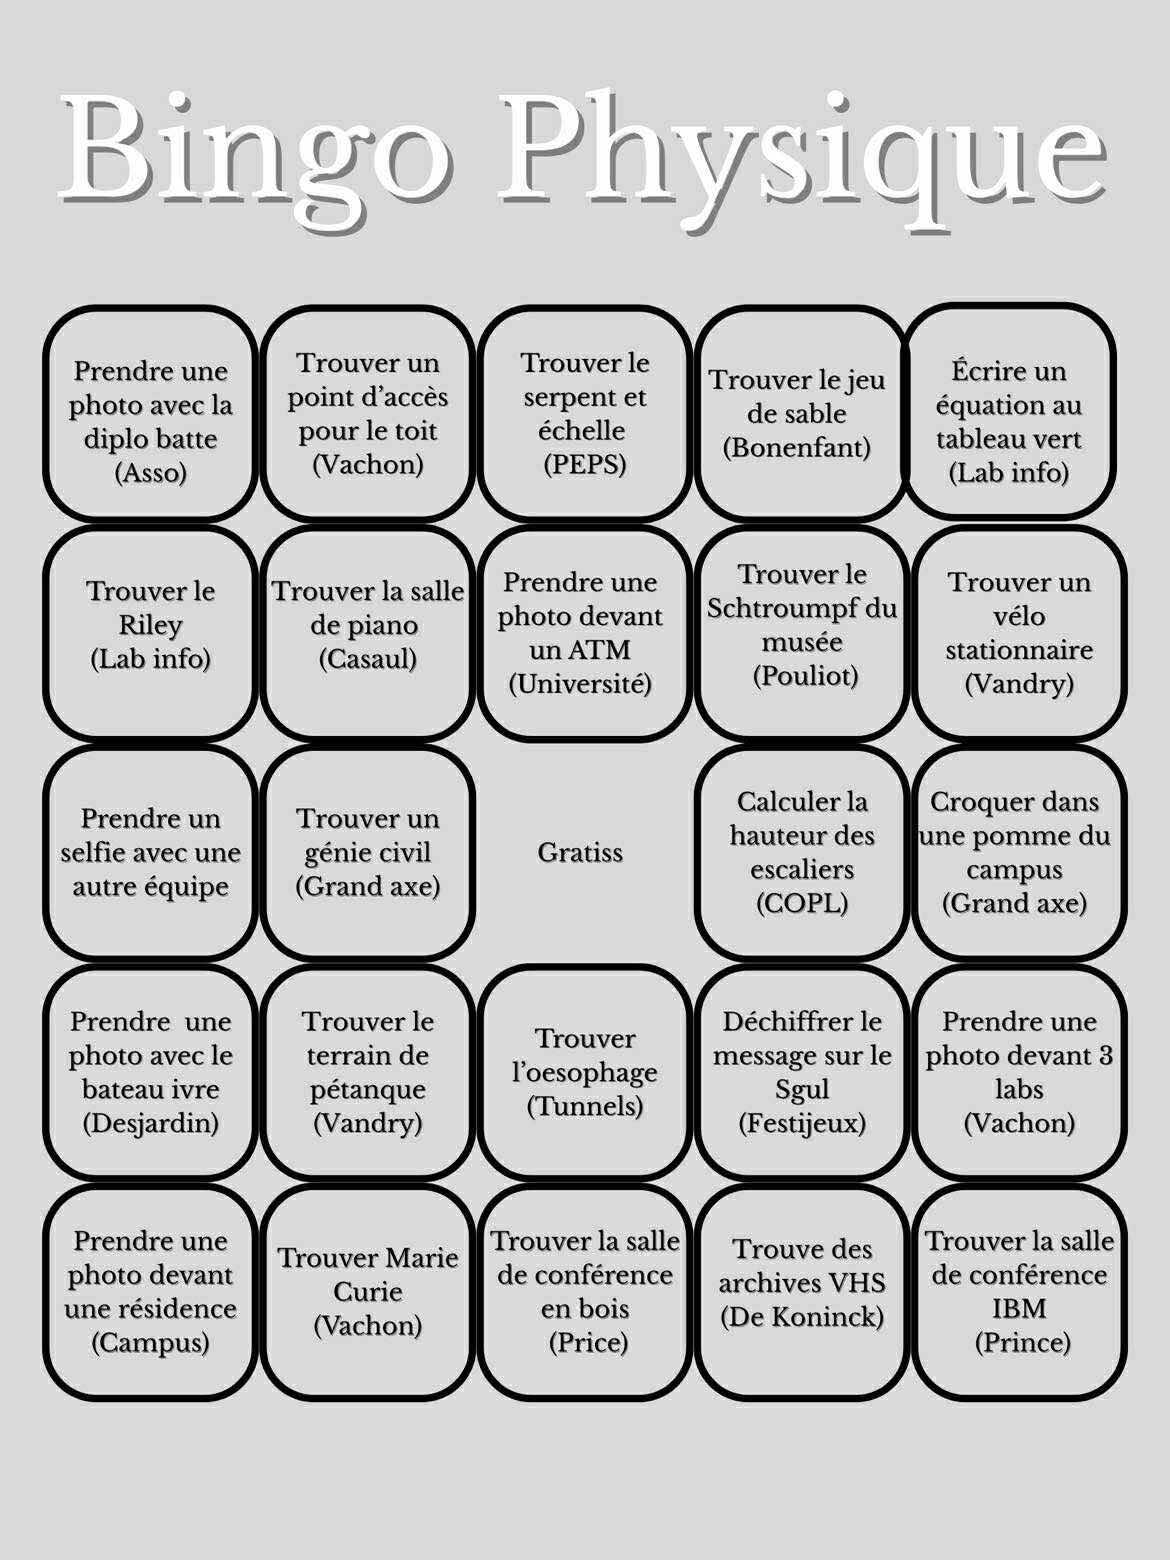 Bingo Physique
Prendre une
photo avec la
diplo batte
(Asso)
Trouver un
point d’accès
pour le toit
(Vachon)
Trouver le
serpent et
échelle
(PEPS)
Trouver le jeu
de sable
(Bonenfant)
Écrire un
équation au
tableau vert
(Lab info)
Trouver le
Riley
(Lab info)
Trouver la salle
de piano
(Casaul)
Prendre une
photo devant
un ATM
(Université)
Trouver le
Schtroumpf du
musée
(Pouliot)
Trouver un
vélo
stationnaire
(Vandry)
Prendre un
selfie avec une
autre équipe
Trouver un
génie civil
(Grand axe)
Gratiss
Calculer la
hauteur des
escaliers
(COPL)
Croquer dans
une pomme du
campus
(Grand axe)
Prendre  une
photo avec le
bateau ivre
(Desjardin)
Trouver le
terrain de
pétanque
(Vandry)
Trouver
l’oesophage
(Tunnels)
Déchiffrer le
message sur le
Sgul
(Festijeux)
Prendre une
photo devant 3
labs
(Vachon)
Prendre une
photo devant
une résidence
(Campus)
Trouver Marie
Curie
(Vachon)
Trouver la salle
de conférence
en bois
(Price)
Trouve des
archives VHS
(De Koninck)
Trouver la salle
de conférence
IBM
(Prince)